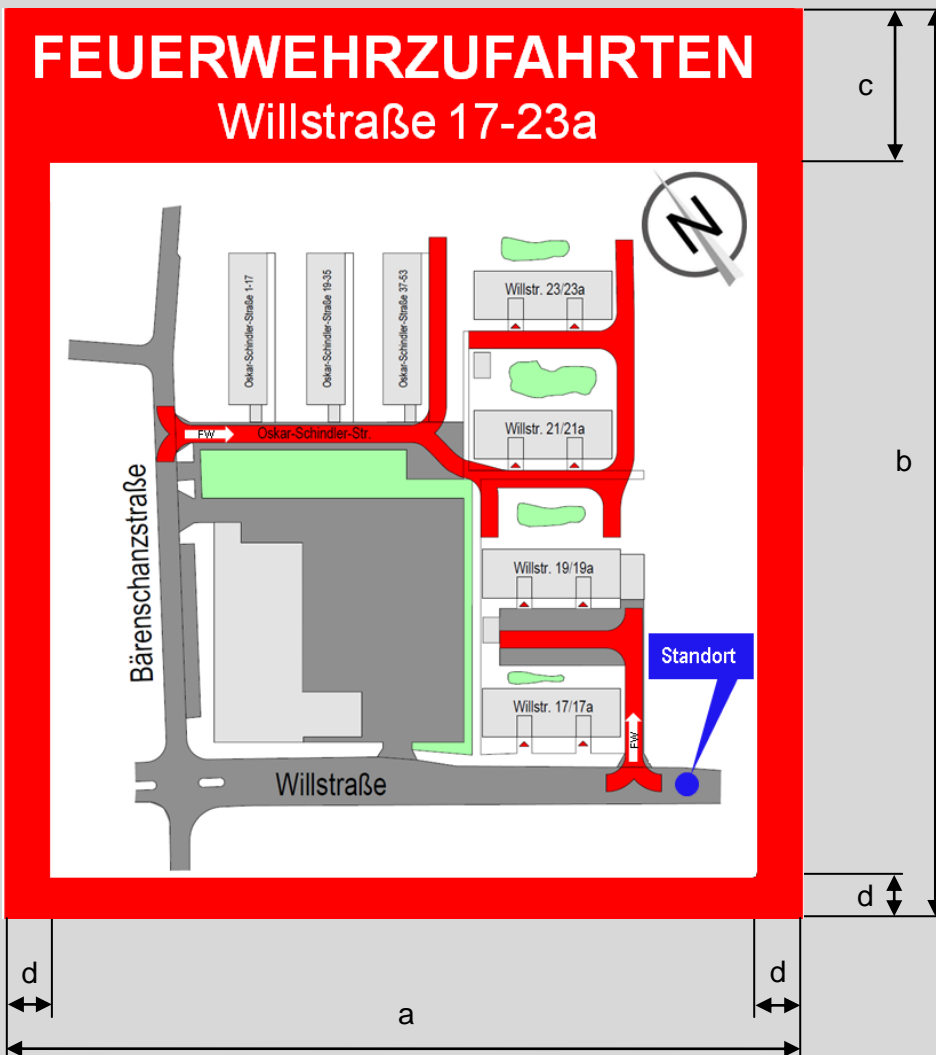 FEUERWEHRZUFAHRTEN
Willstraße 17-23a
c
N
Oskar-Schindler-Straße 1-17
Oskar-Schindler-Straße 19-35
Oskar-Schindler-Straße 37-53
Willstr. 23/23a
FW
Oskar-Schindler-Str.
Willstr. 21/21a
b
Bärenschanzstraße
Willstr. 19/19a
Standort
Willstr. 17/17a
FW
Willstraße
d
d
d
a